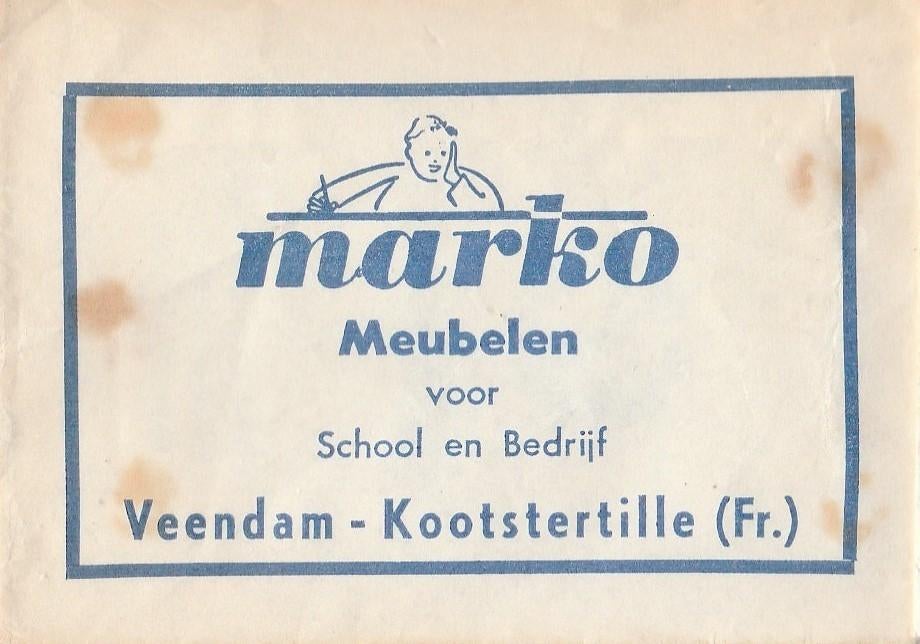 marko
Meubelen
voor
School en Bedrijf
Veendam - Kootstertille (Fr.)